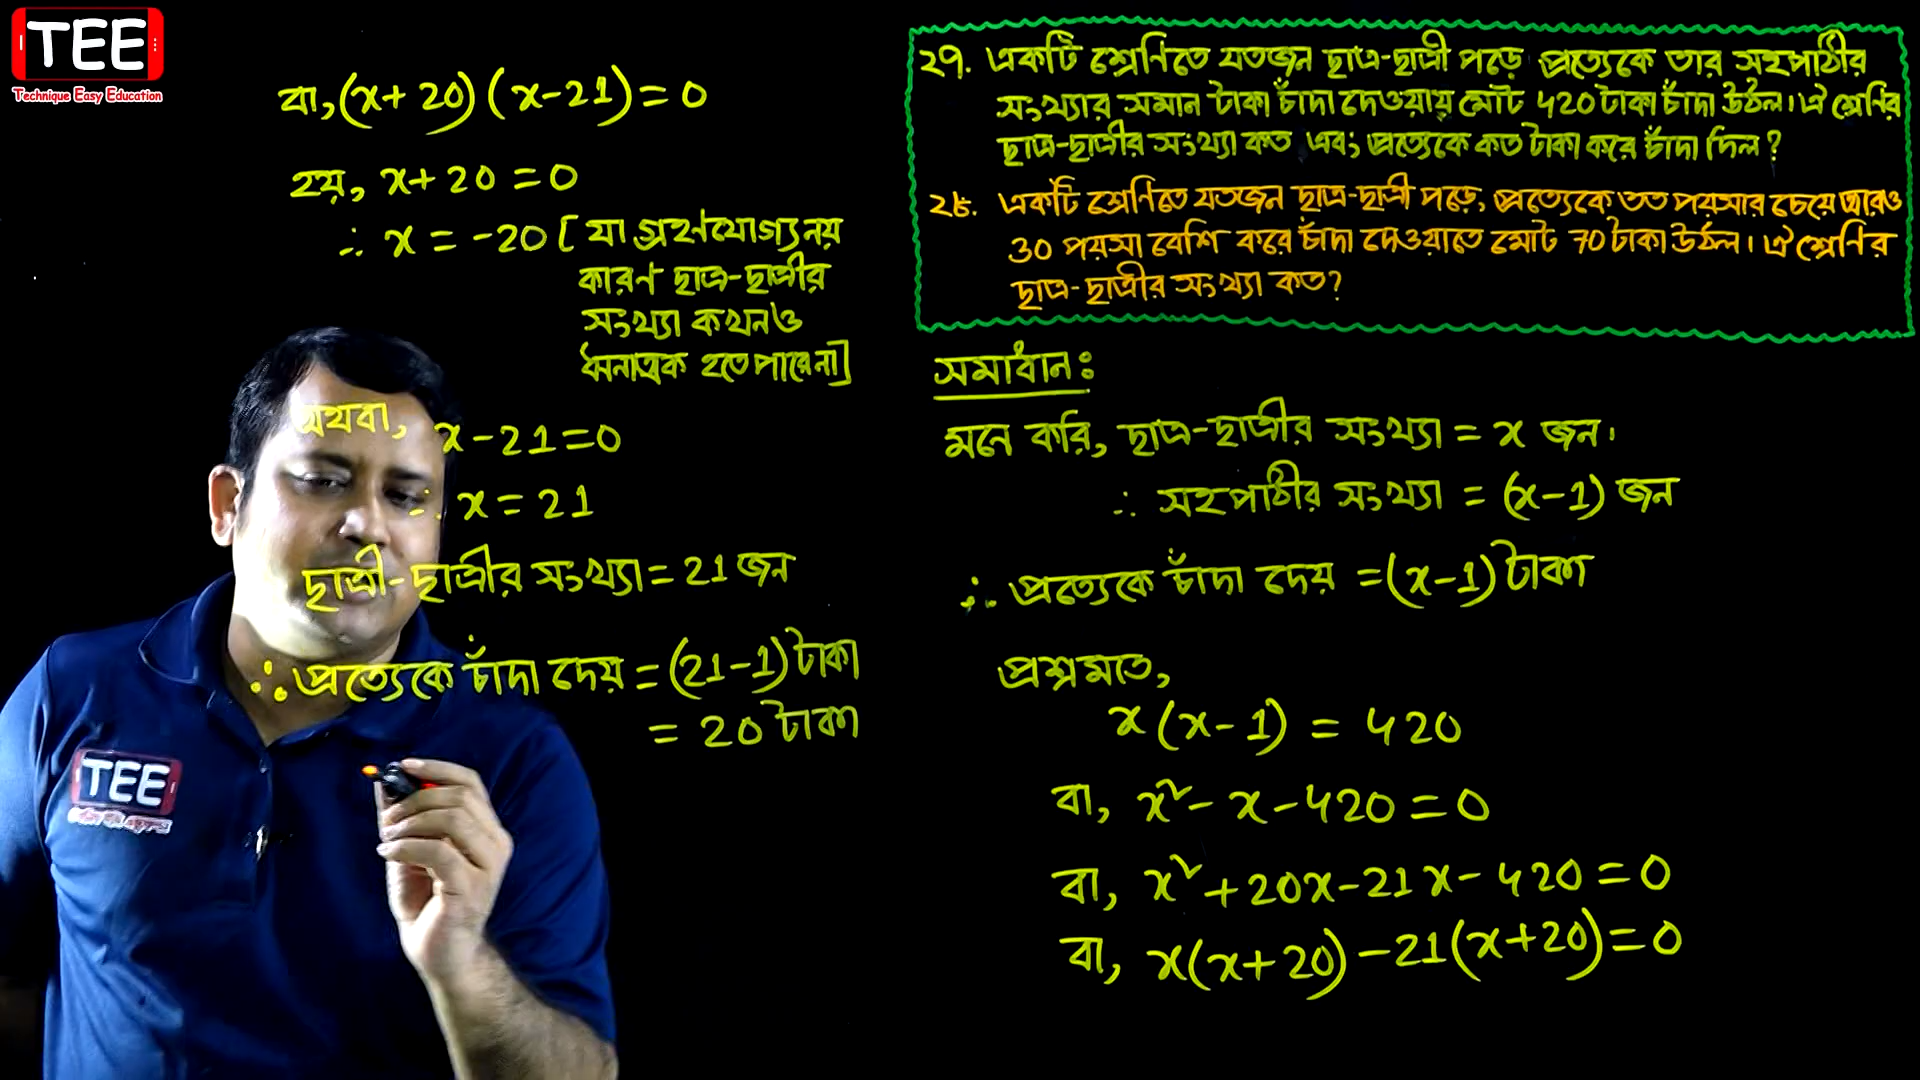 TEE
Technique Easy Education
২৭. একটি শ্রেণিতে যতজন ছাত্র-ছাত্রী পড়ে প্রত্যেকে তার সহপাঠীর
সংখ্যার সমান টাকা চাঁদা দেওয়ায় মোট 420 টাকা চাঁদা উঠল। ঐ শ্রেণির
ছাত্র-ছাত্রীর সংখ্যা কত এবং প্রত্যেকে কত টাকা করে চাঁদা দিল?
২৮. একটি শ্রেণিতে যতজন ছাত্র-ছাত্রী পড়ে, প্রত্যেকে তত পয়সার চেয়ে আরও
30 পয়সা বেশি করে চাঁদা দেওয়াতে মোট 70 টাকা উঠল। ঐ শ্রেণির
ছাত্র-ছাত্রীর সংখ্যা কত?
সমাধান:
মনে করি, ছাত্র-ছাত্রীর সংখ্যা = x জন।
∴ সহপাঠীর সংখ্যা = (x-1) জন
∴ প্রত্যেকে চাঁদা দেয় = (x-1) টাকা
প্রশ্নমতে,
x(x-1) = 420
বা, x² - x - 420 = 0
বা, x² + 20x - 21x - 420 = 0
বা, x(x+20) - 21(x+20) = 0
বা, (x+20)(x-21) = 0
হয়, x+20 = 0
∴ x = -20 [যা গ্রহণযোগ্য নয়
কারণ ছাত্র-ছাত্রীর
সংখ্যা কখনও
ঋনাত্বক হতে পারে না]
অথবা, x-21 = 0
∴ x = 21
ছাত্রী-ছাত্রীর সংখ্যা = 21 জন
∴ প্রত্যেকে চাঁদা দেয় = (21-1) টাকা
= 20 টাকা
TEE